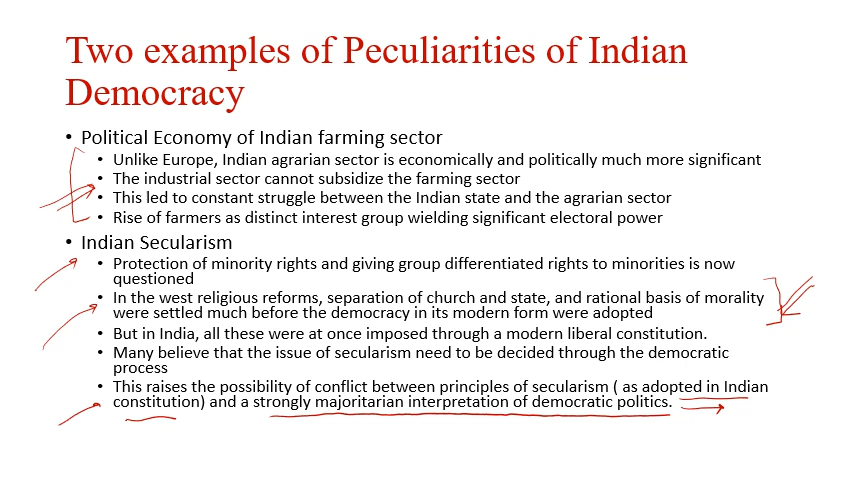 Two examples of Peculiarities of Indian
Democracy
• Political Economy of Indian farming sector
• Unlike Europe, Indian agrarian sector is economically and politically much more significant
• The industrial sector cannot subsidize the farming sector
• This led to constant struggle between the Indian state and the agrarian sector
• Rise of farmers as distinct interest group wielding significant electoral power
• Indian Secularism
• Protection of minority rights and giving group differentiated rights to minorities is now
questioned
• In the west religious reforms, separation of church and state, and rational basis of morality
were settled much before the democracy in its modern form were adopted
• But in India, all these were at once imposed through a modern liberal constitution.
• Many believe that the issue of secularism need to be decided through the democratic
process
• This raises the possibility of conflict between principles of secularism ( as adopted in Indian
constitution) and a strongly majoritarian interpretation of democratic politics.